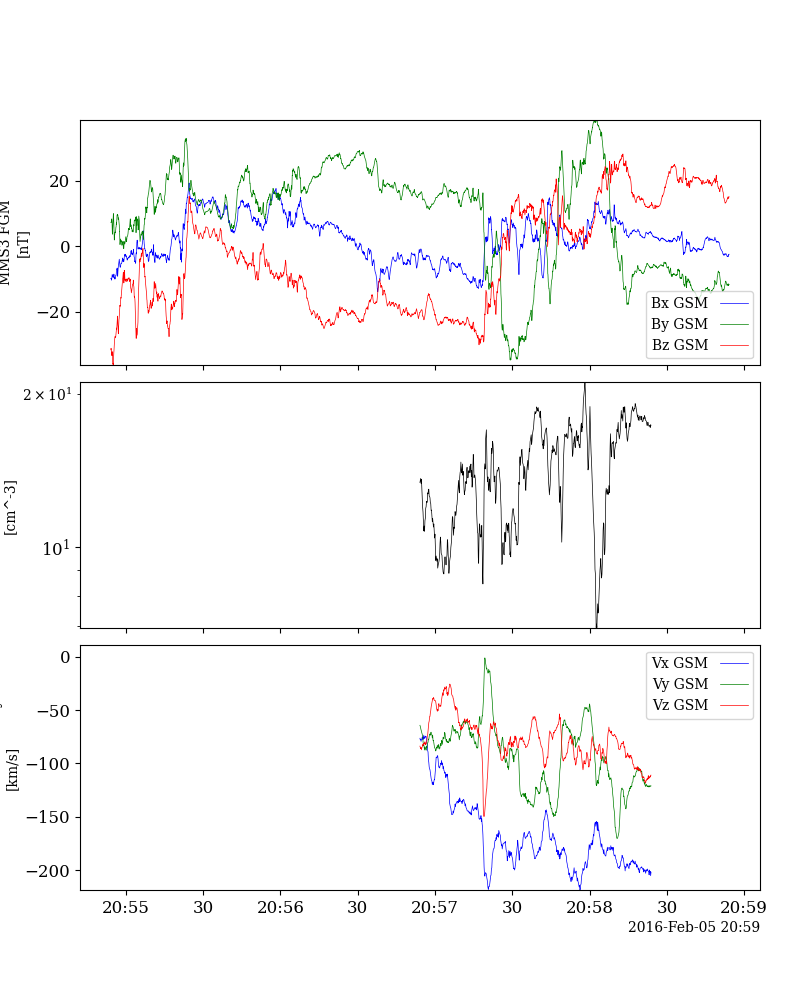 MMS3 FGM
[nT]
20
0
−20
Bx GSM
By GSM
Bz GSM
[cm^-3]
2 × 10¹
10¹
[km/s]
0
−50
−100
−150
−200
Vx GSM
Vy GSM
Vz GSM
20:55 30 20:56 30 20:57 30 20:58 30 20:59
2016-Feb-05 20:59